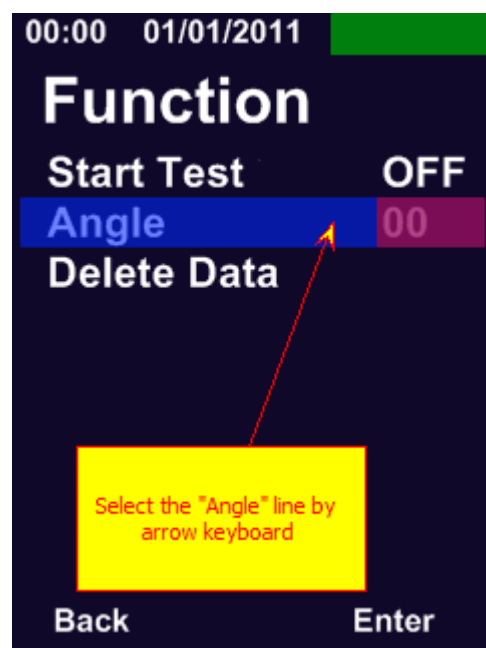 00:00 01/01/2011
Function
Start Test OFF
Angle 00
Delete Data
Select the "Angle" line by
arrow keyboard
Back Enter